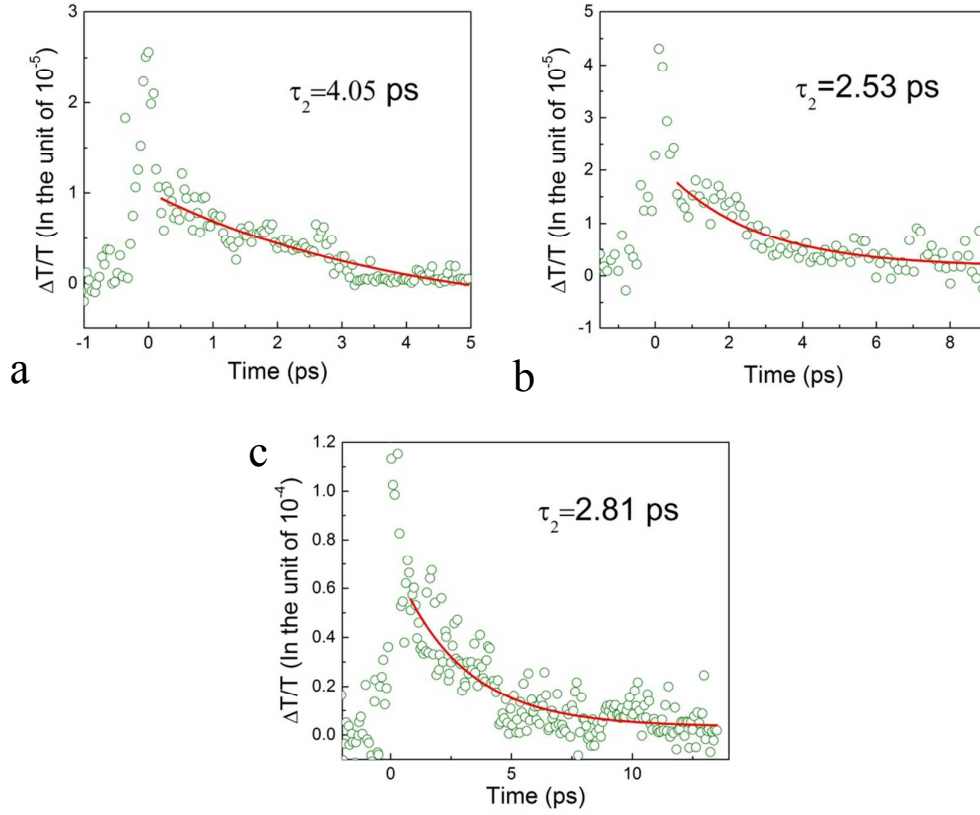 3
2
1
0
ΔT/T (In the unit of 10⁻⁵)
τ₂=4.05 ps
-1 0 1 2 3 4 5
Time (ps)
a
5
4
3
2
1
0
-1
ΔT/T (In the unit of 10⁻⁵)
τ₂=2.53 ps
0 2 4 6 8
Time (ps)
b
c
1.2
1.0
0.8
0.6
0.4
0.2
0.0
ΔT/T (In the unit of 10⁻⁴)
τ₂=2.81 ps
0 5 10
Time (ps)